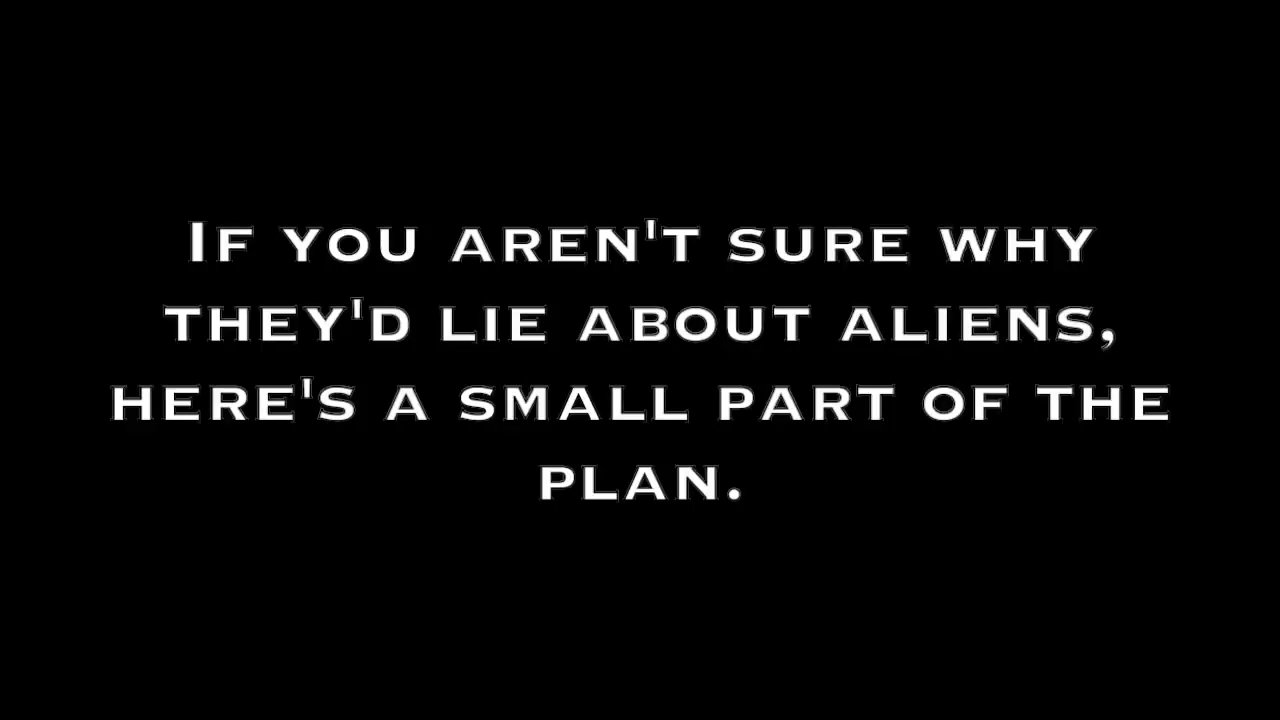 If you aren't sure why
they'd lie about aliens,
here's a small part of the
plan.